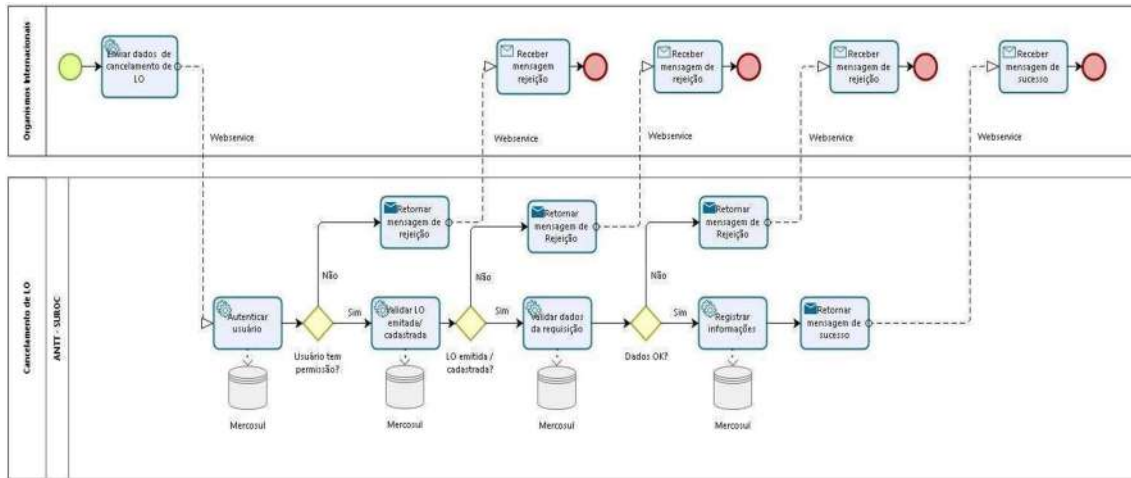 Organismos Internacionais
Enviar dados de
cancelamento de
LO
Webservice
Receber
mensagem
rejeição
Webservice
Receber
mensagem de
rejeição
Webservice
Receber
mensagem de
rejeição
Webservice
Receber
mensagem de
sucesso
Webservice
Cancelamento de LO
ANTT - SUROC
Retornar
mensagem de
rejeição
Retornar
mensagem de
Rejeição
Retornar
mensagem de
Rejeição
Não
Não
Não
Autenticar
usuário
Sim
Validar LO
emitada/
cadastrada
Sim
Validar dados
da requisição
Sim
Registrar
informações
Retornar
mensagem de
sucesso
Usuário tem
permissão?
LO emitida /
cadastrada?
Dados OK?
Mercosul
Mercosul
Mercosul
Mercosul